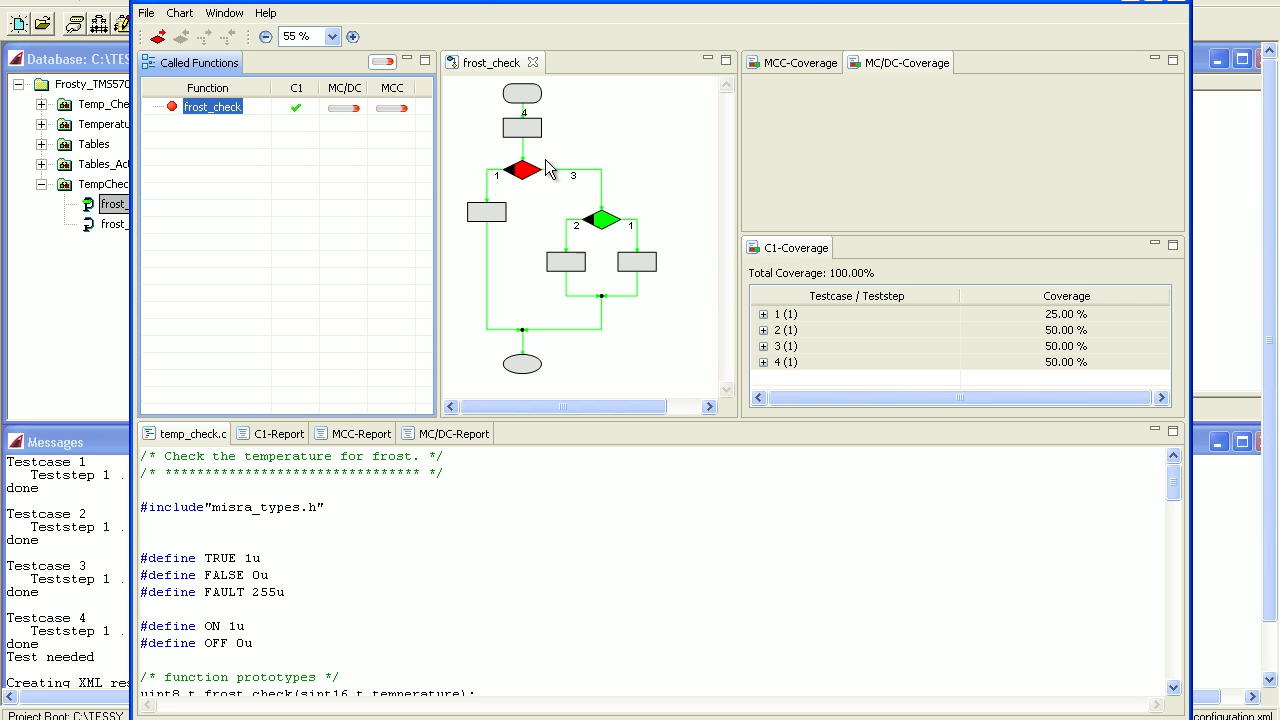 File Chart Window Help
55 %
Database: C:\TES
Frosty_TMS570
Temp_Che
Temperatu
Tables
Tables_Ac
TempChec
frost_
frost_
Called Functions
Function C1 MC/DC MCC
frost_check
frost_check
4
1
3
2
1
MCC-Coverage MC/DC-Coverage
C1-Coverage
Total Coverage: 100.00%
Testcase / Teststep Coverage
1 (1) 25.00 %
2 (1) 50.00 %
3 (1) 50.00 %
4 (1) 50.00 %
Messages
Testcase 1
Teststep 1 .
done
Testcase 2
Teststep 1 .
done
Testcase 3
Teststep 1 .
done
Testcase 4
Teststep 1 .
done
Test needed
Creating XML res
temp_check.c C1-Report MCC-Report MC/DC-Report
/* Check the temperature for frost. */
/* ***************************** */
#include"misra_types.h"
#define TRUE 1u
#define FALSE 0u
#define FAULT 255u
#define ON 1u
#define OFF 0u
/* function prototypes */
uint8_t frost_check(sint16_t temperature);
Project Root: C:\TESSY
configuration.xml